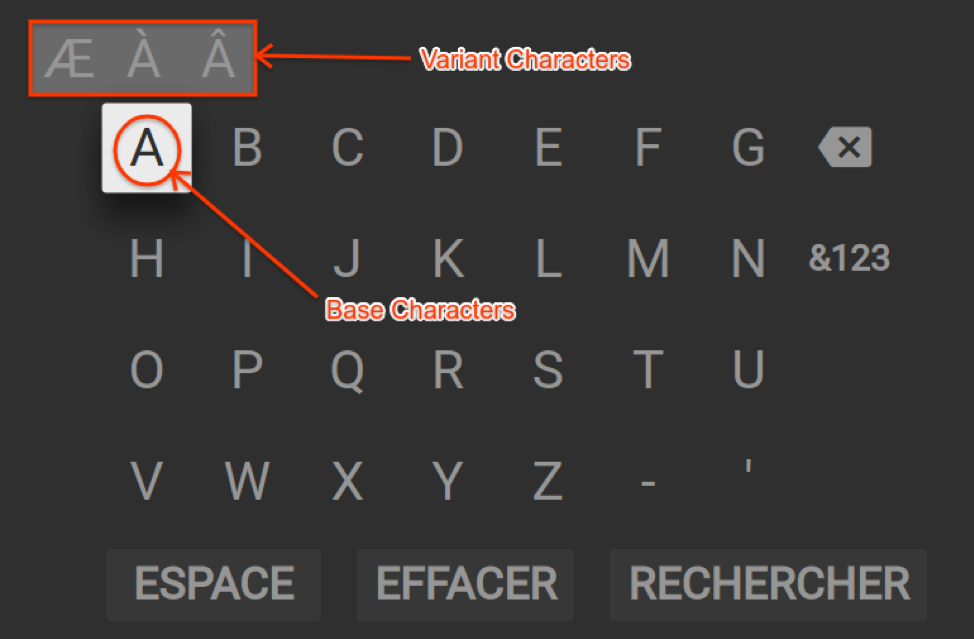 Æ À Â
Variant Characters
A B C D E F G
H I J K L M N &123
Base Characters
O P Q R S T U
V W X Y Z - '
ESPACE EFFACER RECHERCHER